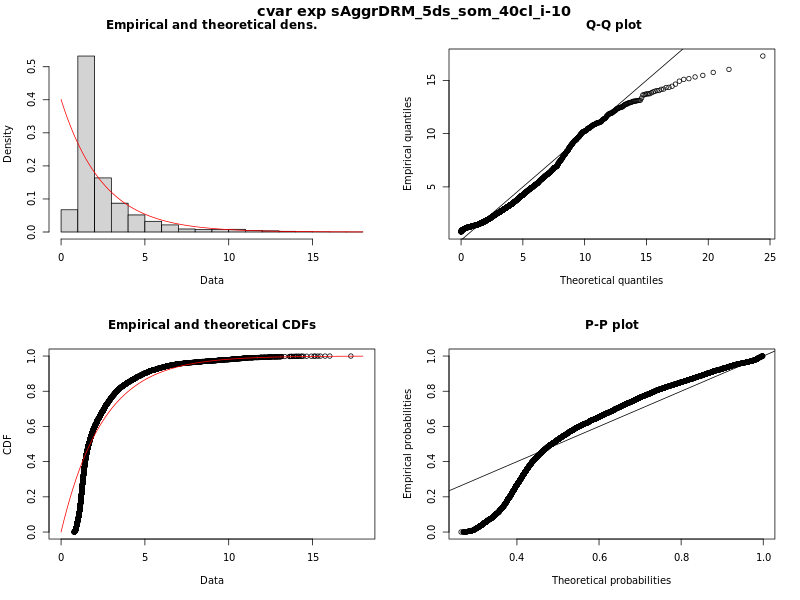 cvar exp sAggrDRM_5ds_som_40cl_i-10
Empirical and theoretical dens.
Density
0.0 0.1 0.2 0.3 0.4 0.5
0 5 10 15
Data
Q-Q plot
Empirical quantiles
5 10 15
0 5 10 15 20 25
Theoretical quantiles
Empirical and theoretical CDFs
CDF
0.0 0.2 0.4 0.6 0.8 1.0
0 5 10 15
Data
P-P plot
Empirical probabilities
0.0 0.2 0.4 0.6 0.8 1.0
0.4 0.6 0.8 1.0
Theoretical probabilities